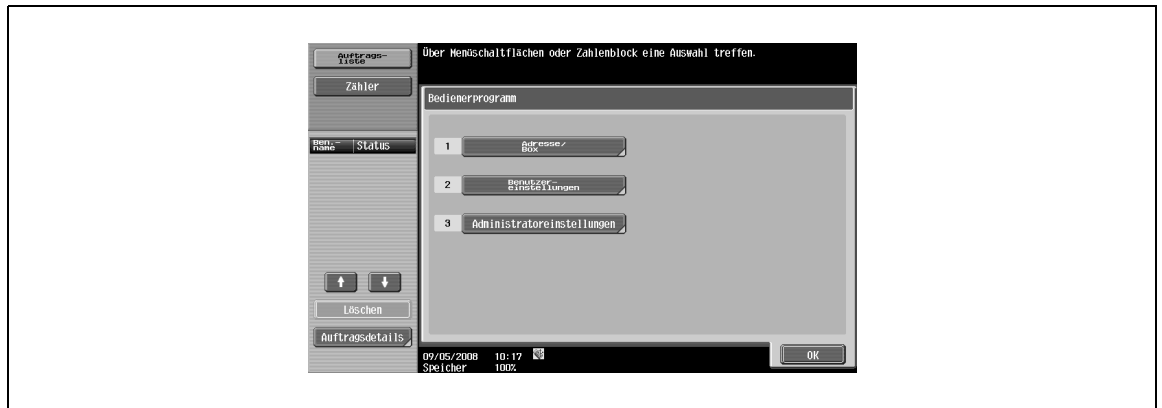 Auftrags-
liste
Über Menüschaltflächen oder Zahlenblock eine Auswahl treffen.
Zähler
Bedienerprogramm
Ben.-
name
Status
1
Adresse/
Box
2
Benutzer-
einstellungen
3
Administratoreinstellungen
Löschen
Auftragsdetails
09/05/2008 10:17
Speicher 100%
OK